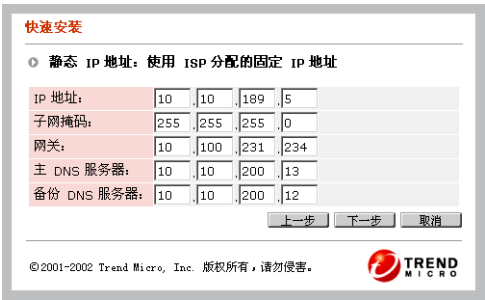 快速安装
静态 IP 地址：使用 ISP 分配的固定 IP 地址
IP 地址： 10 .10 .189 .5
子网掩码： 255 .255 .255 .0
网关： 10 .100 .231 .234
主 DNS 服务器： 10 .10 .200 .13
备份 DNS 服务器： 10 .10 .200 .12
上一步 下一步 取消
©2001-2002 Trend Micro, Inc. 版权所有，请勿侵害。
TREND
MICRO